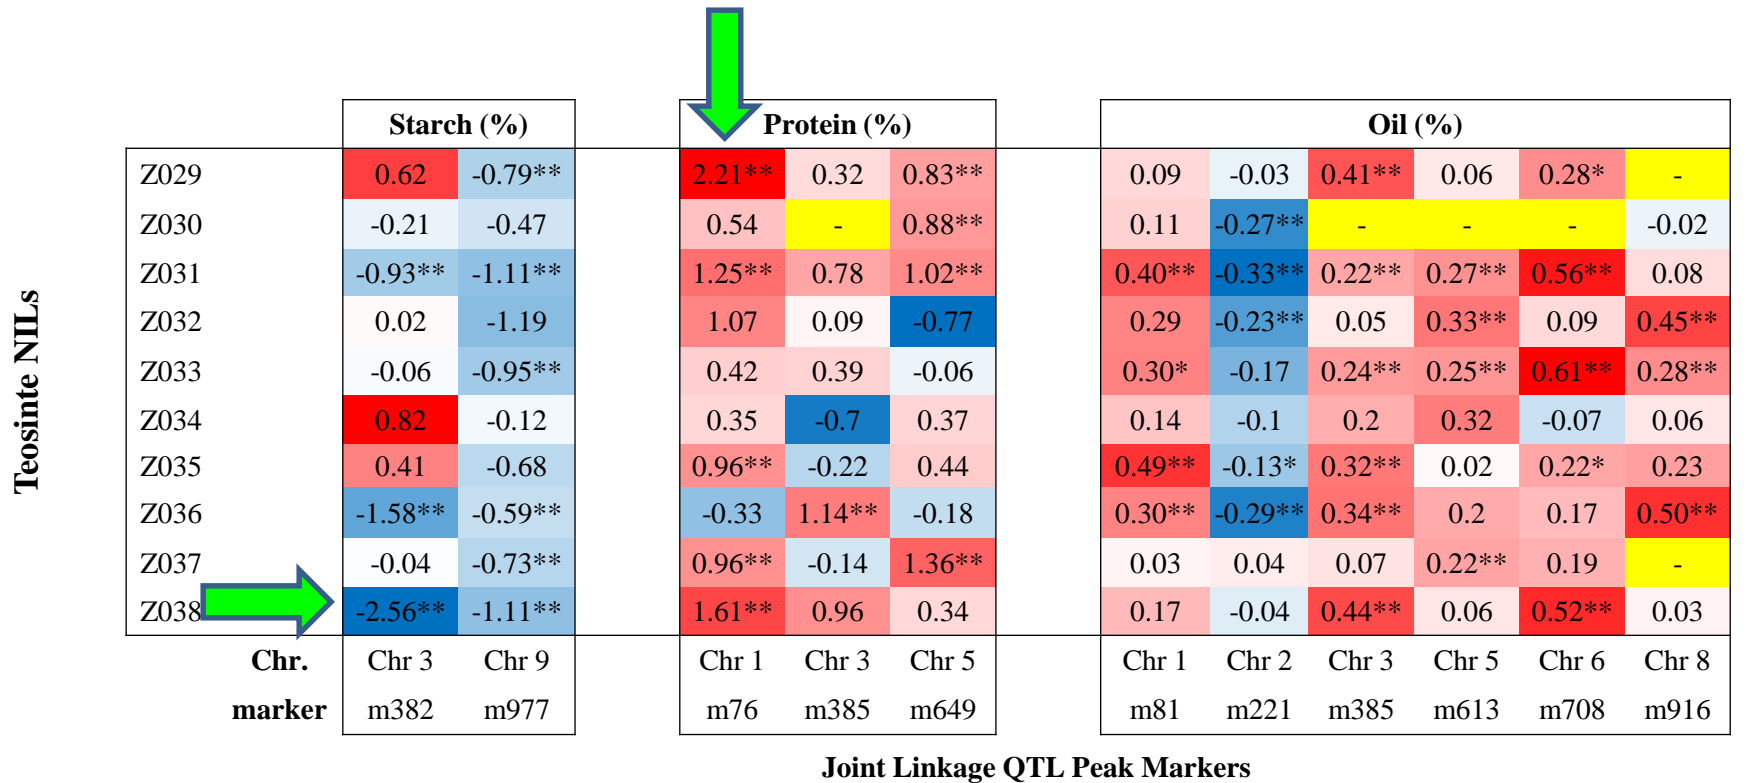 Starch (%) Protein (%) Oil (%)
Z029 0.62 -0.79** 2.21** 0.32 0.83** 0.09 -0.03 0.41** 0.06 0.28* -
Z030 -0.21 -0.47 0.54 - 0.88** 0.11 -0.27** - - - -0.02
Z031 -0.93** -1.11** 1.25** 0.78 1.02** 0.40** -0.33** 0.22** 0.27** 0.56** 0.08
Z032 0.02 -1.19 1.07 0.09 -0.77 0.29 -0.23** 0.05 0.33** 0.09 0.45**
Z033 -0.06 -0.95** 0.42 0.39 -0.06 0.30* -0.17 0.24** 0.25** 0.61** 0.28**
Z034 0.82 -0.12 0.35 -0.7 0.37 0.14 -0.1 0.2 0.32 -0.07 0.06
Z035 0.41 -0.68 0.96** -0.22 0.44 0.49** -0.13* 0.32** 0.02 0.22* 0.23
Z036 -1.58** -0.59** -0.33 1.14** -0.18 0.30** -0.29** 0.34** 0.2 0.17 0.50**
Z037 -0.04 -0.73** 0.96** -0.14 1.36** 0.03 0.04 0.07 0.22** 0.19 -
Z038 -2.56** -1.11** 1.61** 0.96 0.34 0.17 -0.04 0.44** 0.06 0.52** 0.03
Chr. Chr 3 Chr 9 Chr 1 Chr 3 Chr 5 Chr 1 Chr 2 Chr 3 Chr 5 Chr 6 Chr 8
marker m382 m977 m76 m385 m649 m81 m221 m385 m613 m708 m916
Teosinte NILs
Joint Linkage QTL Peak Markers